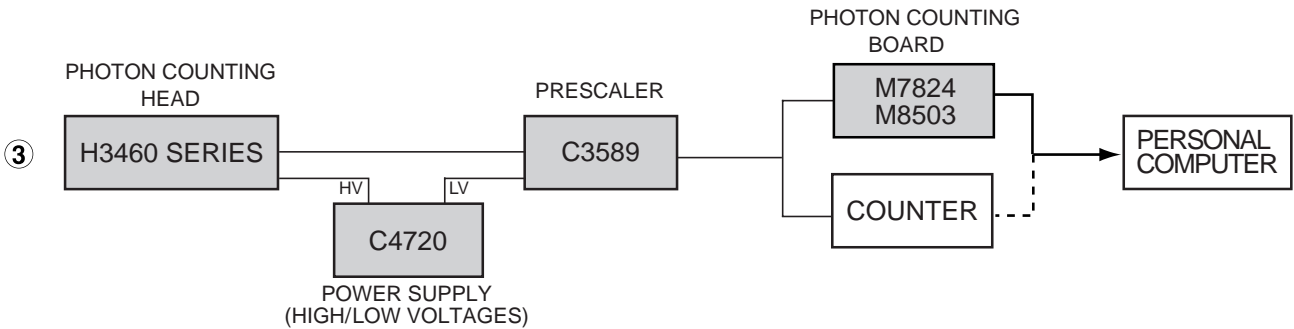 ③
PHOTON COUNTING
HEAD
H3460 SERIES
HV
LV
C4720
POWER SUPPLY
(HIGH/LOW VOLTAGES)
PRESCALER
C3589
PHOTON COUNTING
BOARD
M7824
M8503
COUNTER
PERSONAL
COMPUTER